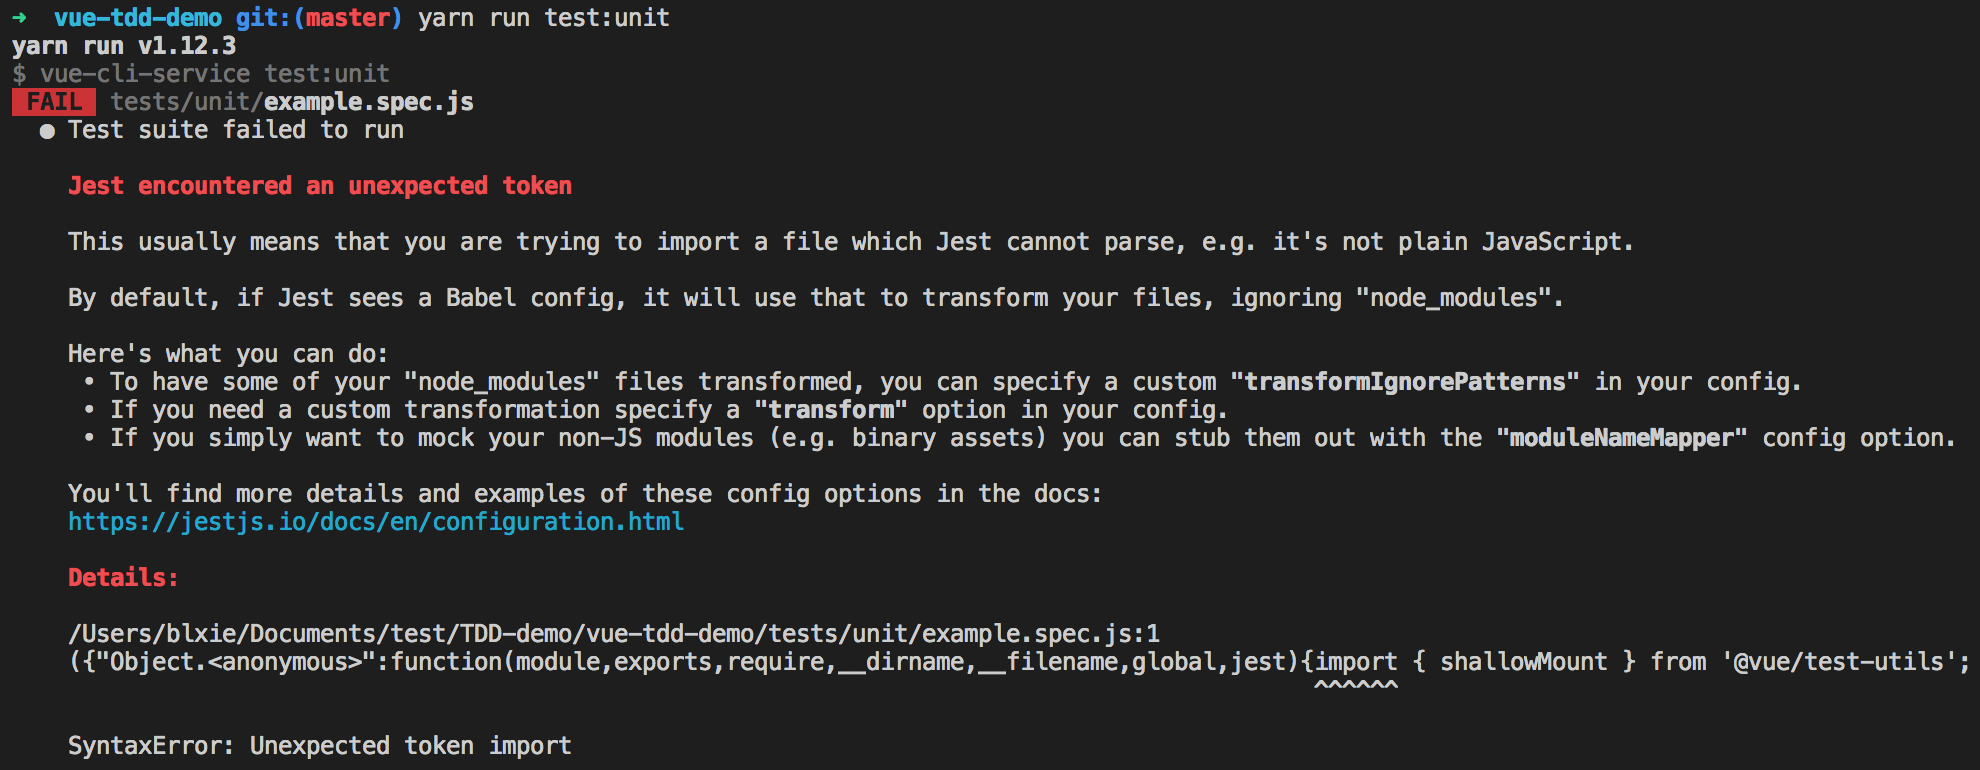 ➜  vue-tdd-demo git:(master) yarn run test:unit
yarn run v1.12.3
$ vue-cli-service test:unit
FAIL tests/unit/example.spec.js
● Test suite failed to run
Jest encountered an unexpected token
This usually means that you are trying to import a file which Jest cannot parse, e.g. it's not plain JavaScript.
By default, if Jest sees a Babel config, it will use that to transform your files, ignoring "node_modules".
Here's what you can do:
• To have some of your "node_modules" files transformed, you can specify a custom "transformIgnorePatterns" in your config.
• If you need a custom transformation specify a "transform" option in your config.
• If you simply want to mock your non-JS modules (e.g. binary assets) you can stub them out with the "moduleNameMapper" config option.
You'll find more details and examples of these config options in the docs:
https://jestjs.io/docs/en/configuration.html
Details:
/Users/blxie/Documents/test/TDD-demo/vue-tdd-demo/tests/unit/example.spec.js:1
({"Object.<anonymous>":function(module,exports,require,__dirname,__filename,global,jest){import { shallowMount } from '@vue/test-utils';
^^^^^^
SyntaxError: Unexpected token import